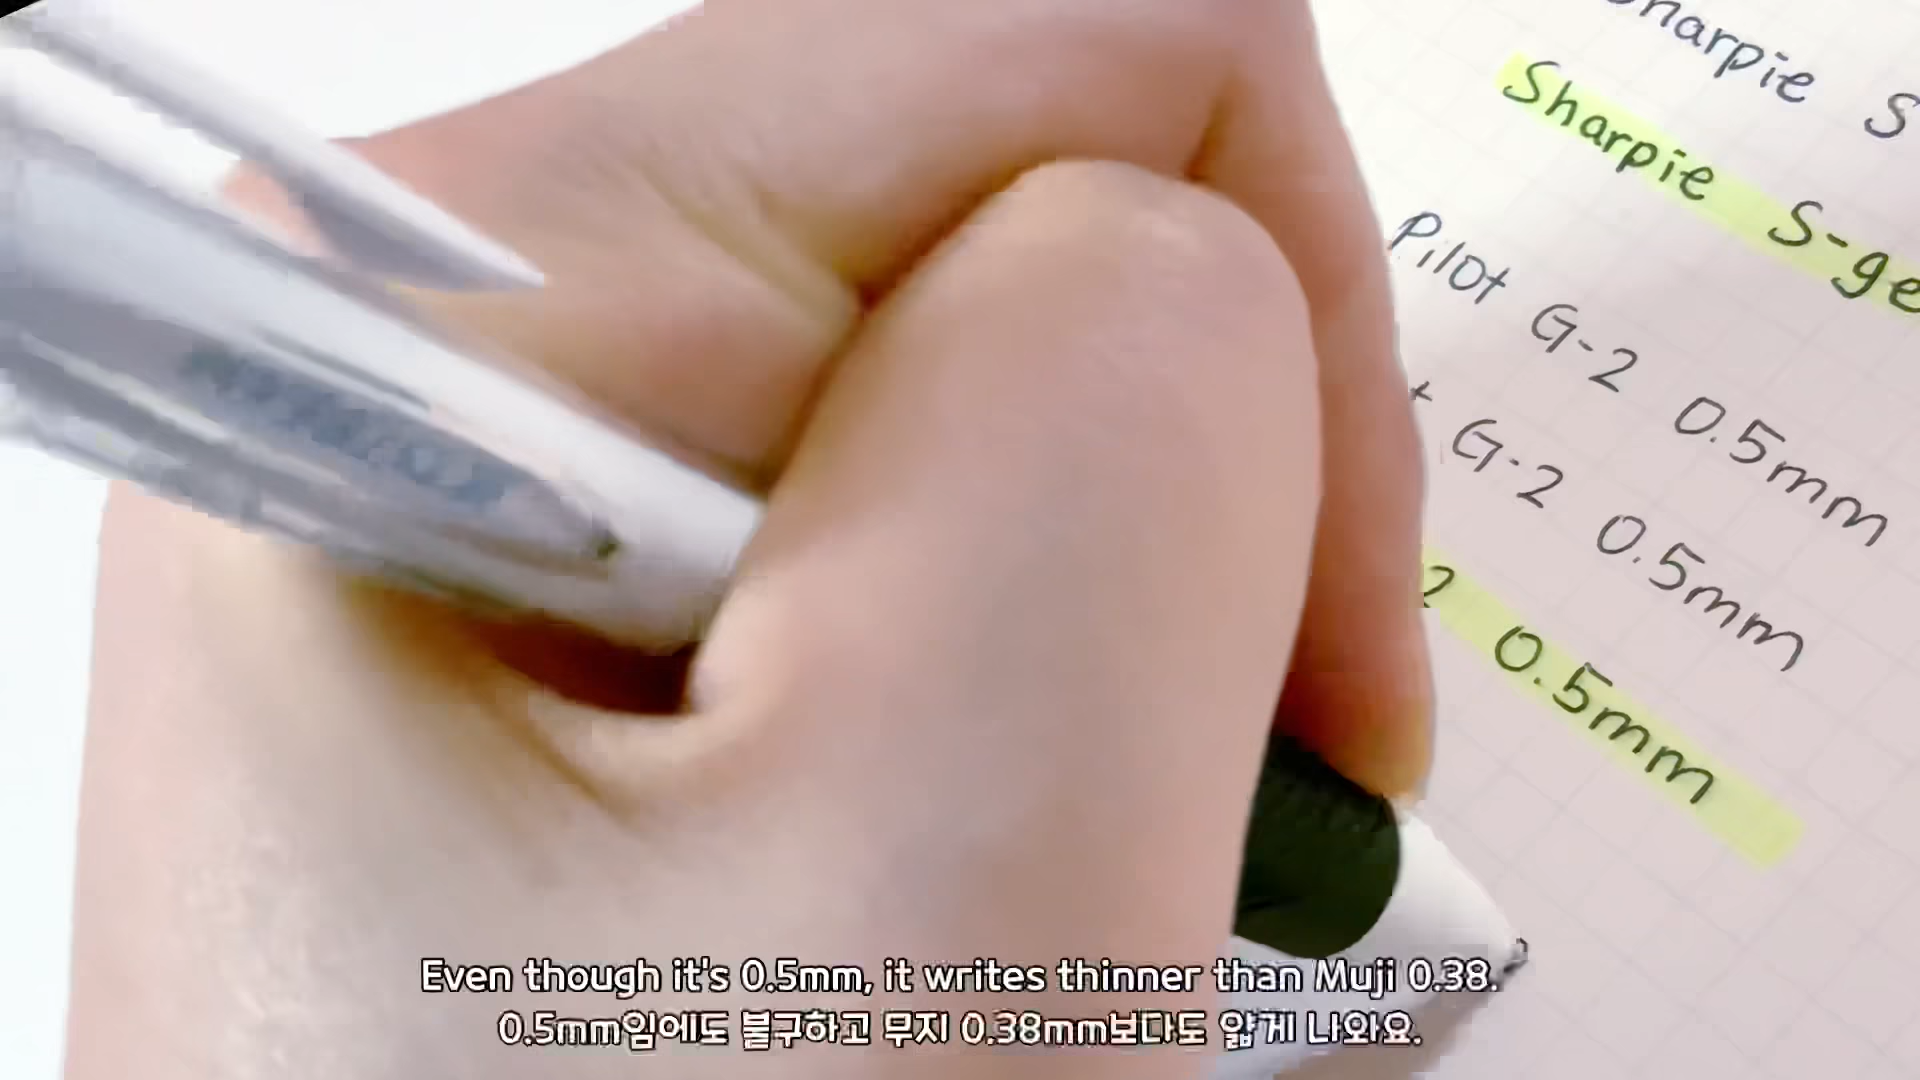 Sharpie S
Sharpie S-ge
Pilot G-2 0.5mm
G-2 0.5mm
2 0.5mm
Even though it's 0.5mm, it writes thinner than Muji 0.38.
0.5mm임에도 불구하고 무지 0.38mm보다도 얇게 나와요.